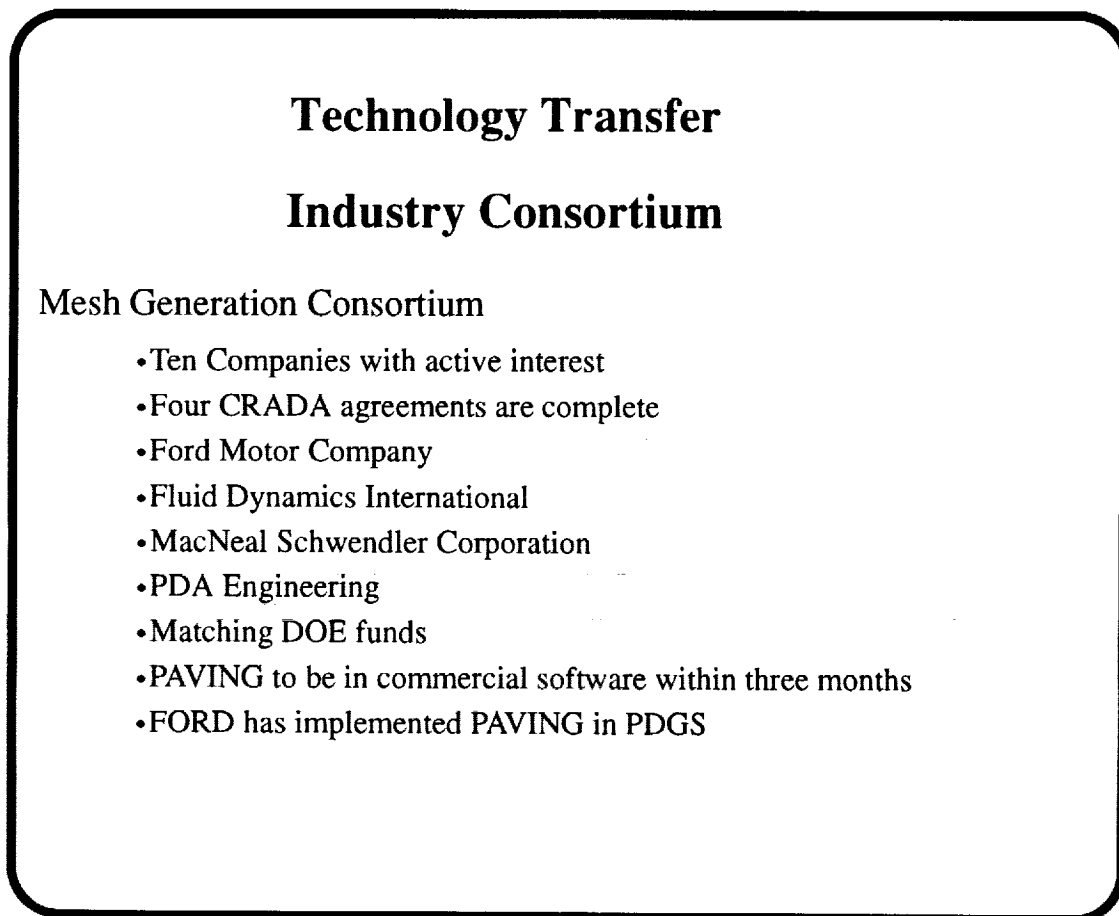 Technology Transfer
Industry Consortium
Mesh Generation Consortium
•Ten Companies with active interest
•Four CRADA agreements are complete
•Ford Motor Company
•Fluid Dynamics International
•MacNeal Schwendler Corporation
•PDA Engineering
•Matching DOE funds
•PAVING to be in commercial software within three months
•FORD has implemented PAVING in PDGS